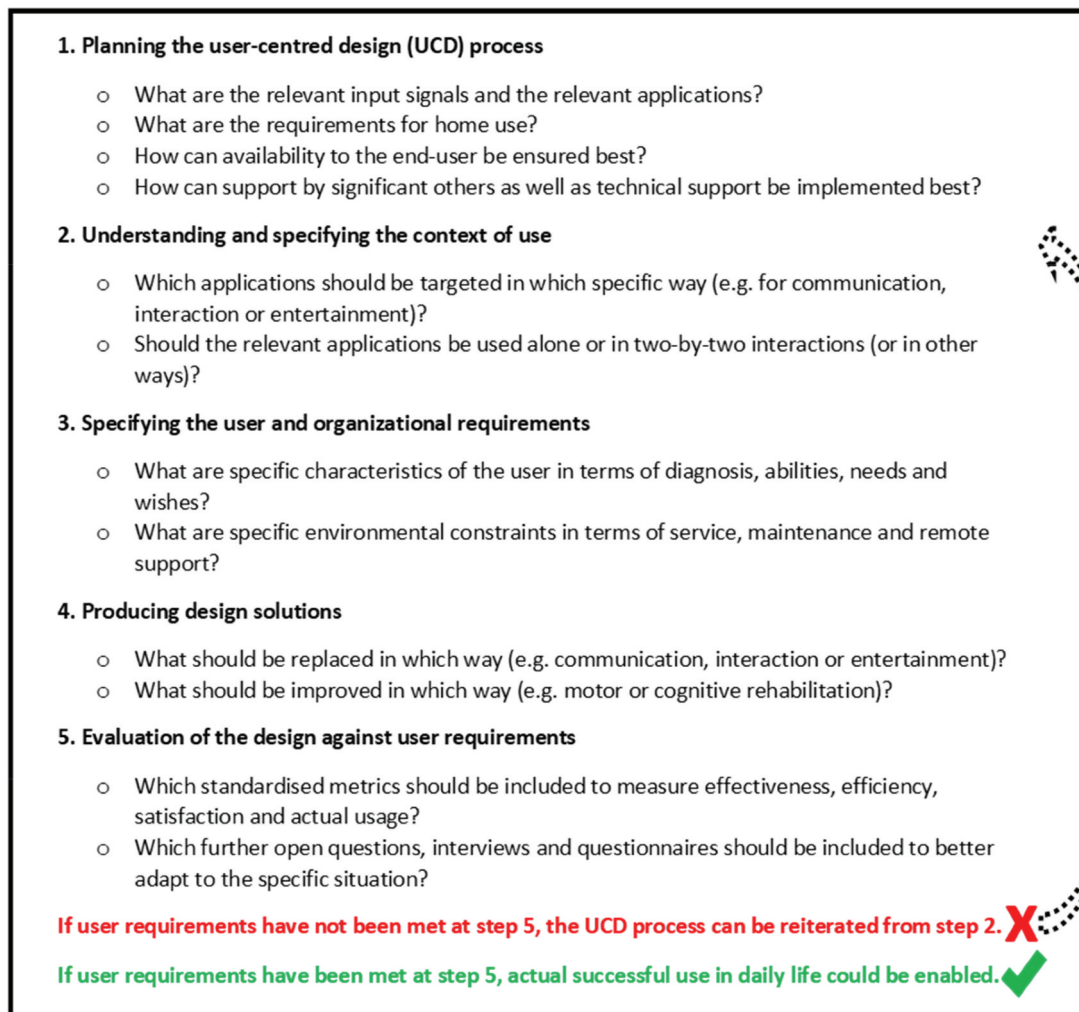 1. Planning the user-centred design (UCD) process
o What are the relevant input signals and the relevant applications?
o What are the requirements for home use?
o How can availability to the end-user be ensured best?
o How can support by significant others as well as technical support be implemented best?
2. Understanding and specifying the context of use
o Which applications should be targeted in which specific way (e.g. for communication,
interaction or entertainment)?
o Should the relevant applications be used alone or in two-by-two interactions (or in other
ways)?
3. Specifying the user and organizational requirements
o What are specific characteristics of the user in terms of diagnosis, abilities, needs and
wishes?
o What are specific environmental constraints in terms of service, maintenance and remote
support?
4. Producing design solutions
o What should be replaced in which way (e.g. communication, interaction or entertainment)?
o What should be improved in which way (e.g. motor or cognitive rehabilitation)?
5. Evaluation of the design against user requirements
o Which standardised metrics should be included to measure effectiveness, efficiency,
satisfaction and actual usage?
o Which further open questions, interviews and questionnaires should be included to better
adapt to the specific situation?
If user requirements have not been met at step 5, the UCD process can be reiterated from step 2.
If user requirements have been met at step 5, actual successful use in daily life could be enabled.